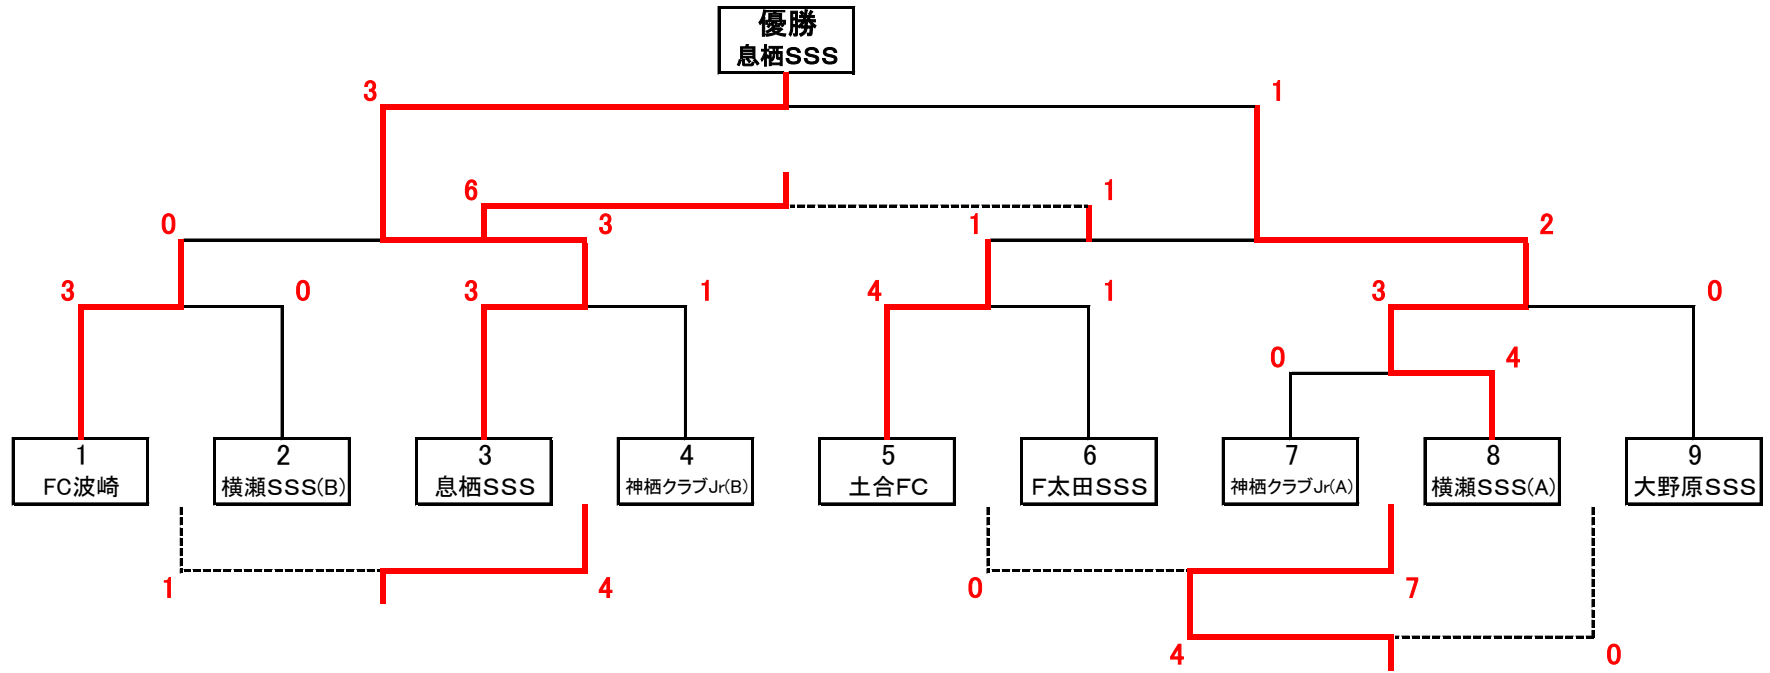 優勝
息栖SSS
3 1
6 1
0 3 1 2
3 0 3 1 4 1 3 0
0 4
1 2 3 4 5 6 7 8 9
FC波崎 横瀬SSS(B) 息栖SSS 神栖クラブJr(B) 土合FC F太田SSS 神栖クラブJr(A) 横瀬SSS(A) 大野原SSS
1 4 0 7
4 0